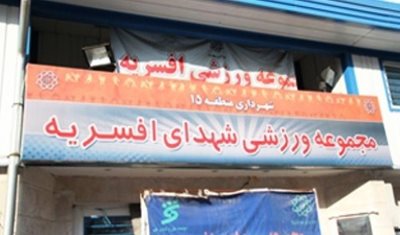 مجموعه ورزشی افسریه
شهرداری منطقه ۱۵
مجموعه ورزشی شهدای افسریه